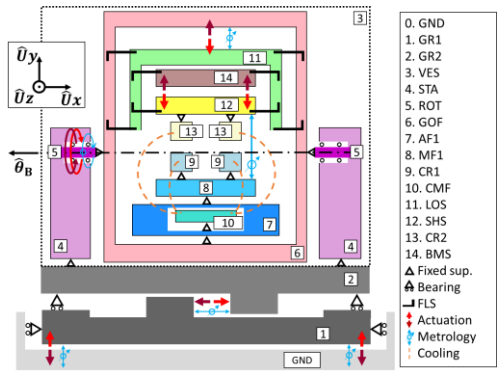 Ûy
Ûz
Ûx
θ̂B
3
11
14
12
13
13
5
5
9
9
8
10
7
4
4
6
2
1
GND
0. GND
1. GR1
2. GR2
3. VES
4. STA
5. ROT
6. GOF
7. AF1
8. MF1
9. CR1
10. CMF
11. LOS
12. SHS
13. CR2
14. BMS
Fixed sup.
Bearing
FLS
Actuation
Metrology
Cooling